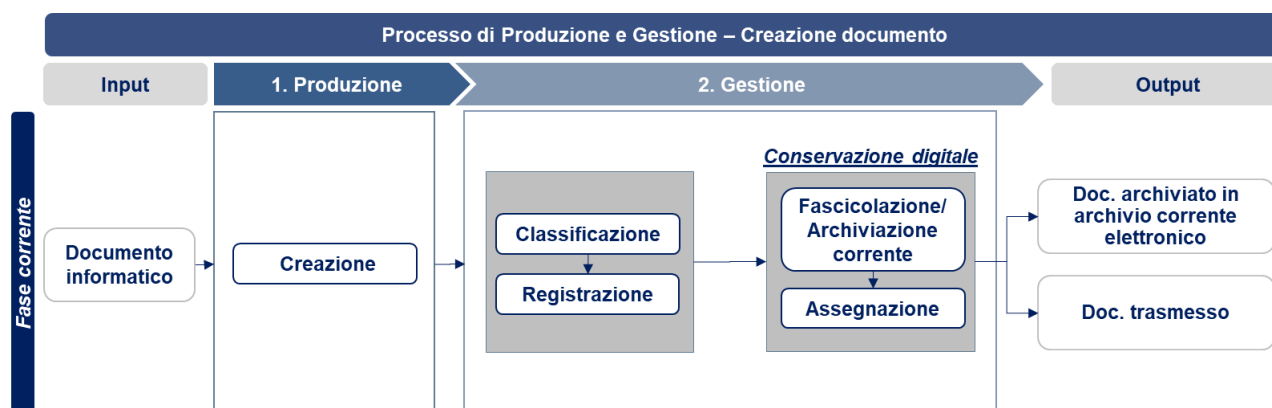 Processo di Produzione e Gestione – Creazione documento
Input
1. Produzione
2. Gestione
Output
Fase corrente
Documento
informatico
Creazione
Classificazione
Registrazione
Conservazione digitale
Fascicolazione/
Archiviazione
corrente
Assegnazione
Doc. archiviato in
archivio corrente
elettronico
Doc. trasmesso